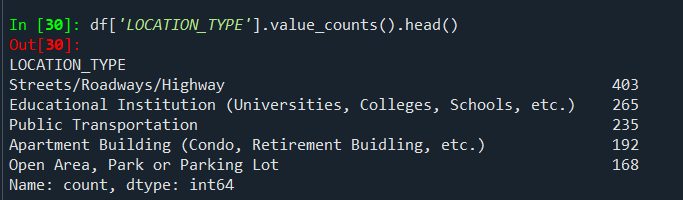 In [30]: df['LOCATION_TYPE'].value_counts().head()
Out[30]:
LOCATION_TYPE
Streets/Roadways/Highway 403
Educational Institution (Universities, Colleges, Schools, etc.) 265
Public Transportation 235
Apartment Building (Condo, Retirement Buidling, etc.) 192
Open Area, Park or Parking Lot 168
Name: count, dtype: int64